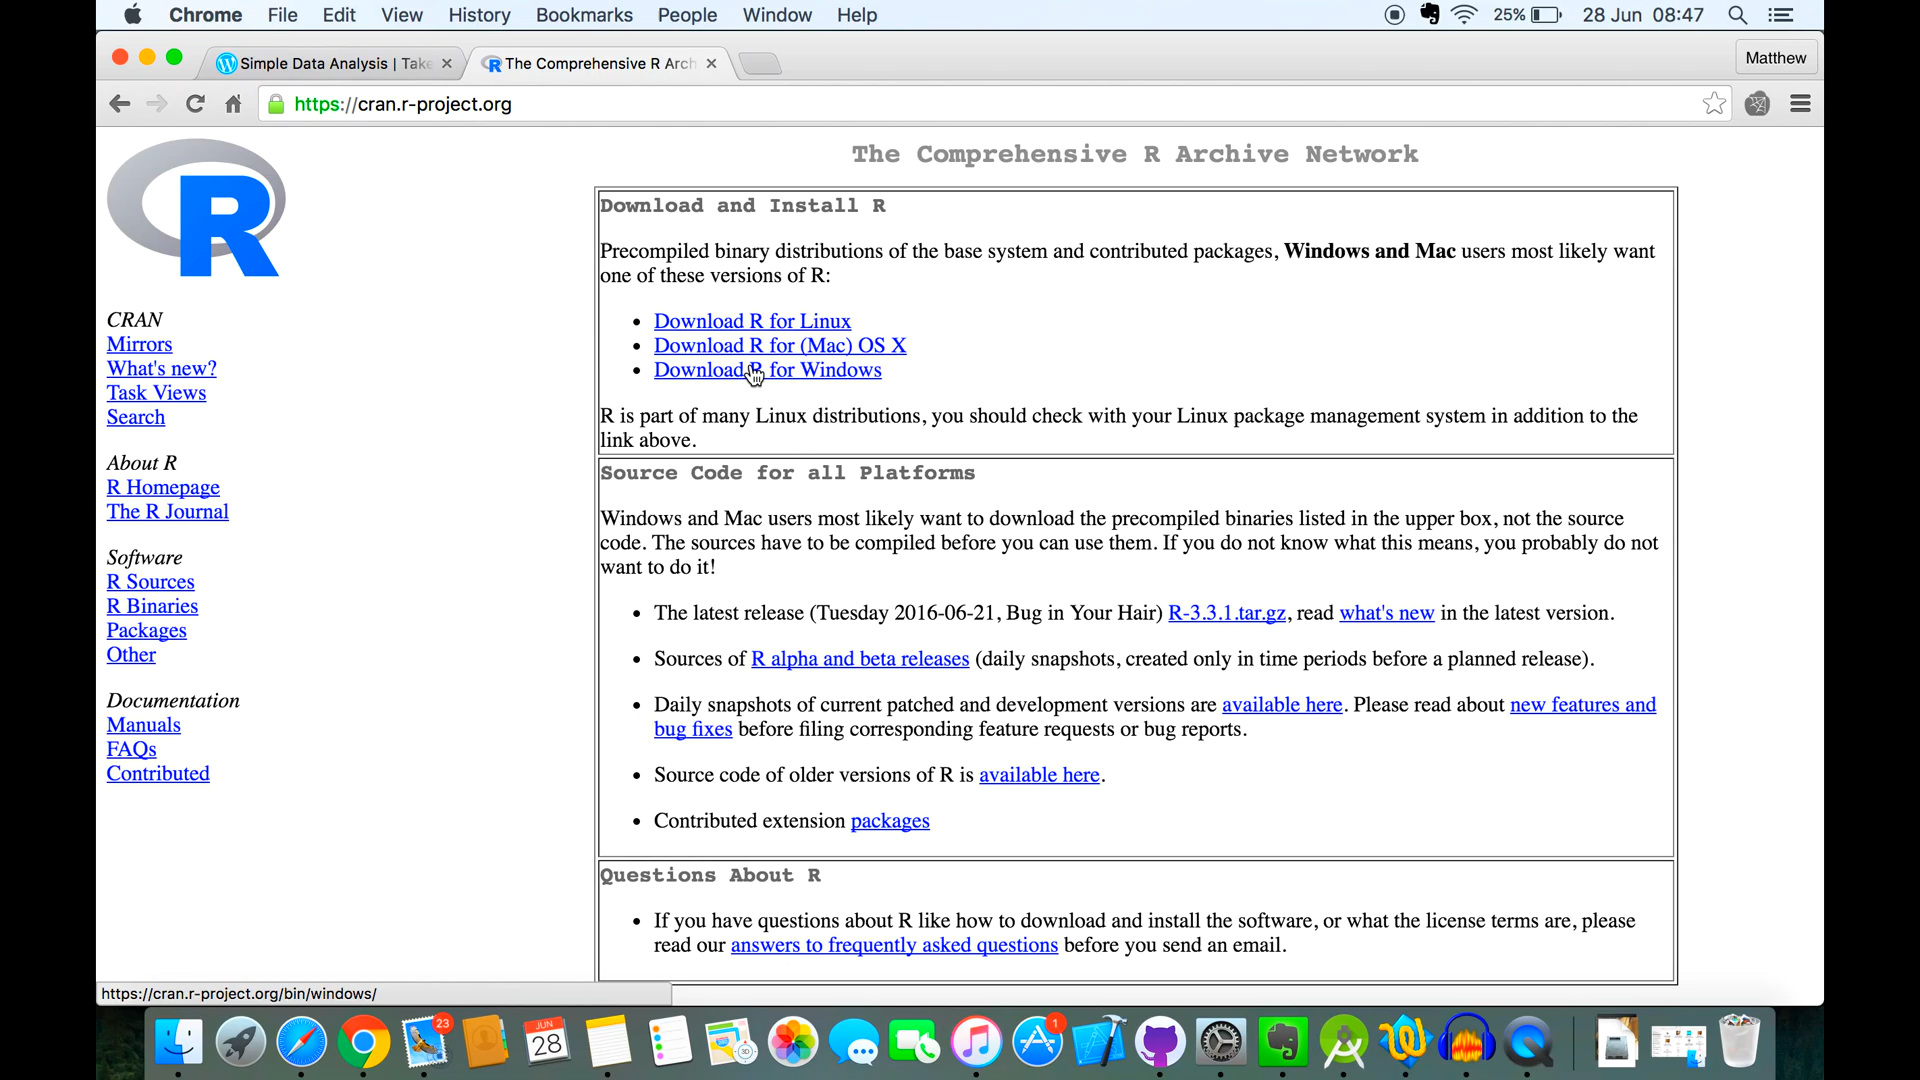 Chrome File Edit View History Bookmarks People Window Help 25% 28 Jun 08:47
Simple Data Analysis | Take
The Comprehensive R Arch
Matthew
https://cran.r-project.org
R
CRAN
Mirrors
What's new?
Task Views
Search
About R
R Homepage
The R Journal
Software
R Sources
R Binaries
Packages
Other
Documentation
Manuals
FAQs
Contributed
The Comprehensive R Archive Network
Download and Install R
Precompiled binary distributions of the base system and contributed packages, Windows and Mac users most likely want
one of these versions of R:
Download R for Linux
Download R for (Mac) OS X
Download R for Windows
R is part of many Linux distributions, you should check with your Linux package management system in addition to the
link above.
Source Code for all Platforms
Windows and Mac users most likely want to download the precompiled binaries listed in the upper box, not the source
code. The sources have to be compiled before you can use them. If you do not know what this means, you probably do not
want to do it!
The latest release (Tuesday 2016-06-21, Bug in Your Hair) R-3.3.1.tar.gz, read what's new in the latest version.
Sources of R alpha and beta releases (daily snapshots, created only in time periods before a planned release).
Daily snapshots of current patched and development versions are available here. Please read about new features and
bug fixes before filing corresponding feature requests or bug reports.
Source code of older versions of R is available here.
Contributed extension packages
Questions About R
If you have questions about R like how to download and install the software, or what the license terms are, please
read our answers to frequently asked questions before you send an email.
https://cran.r-project.org/bin/windows/
23
JUN
28
3D
1